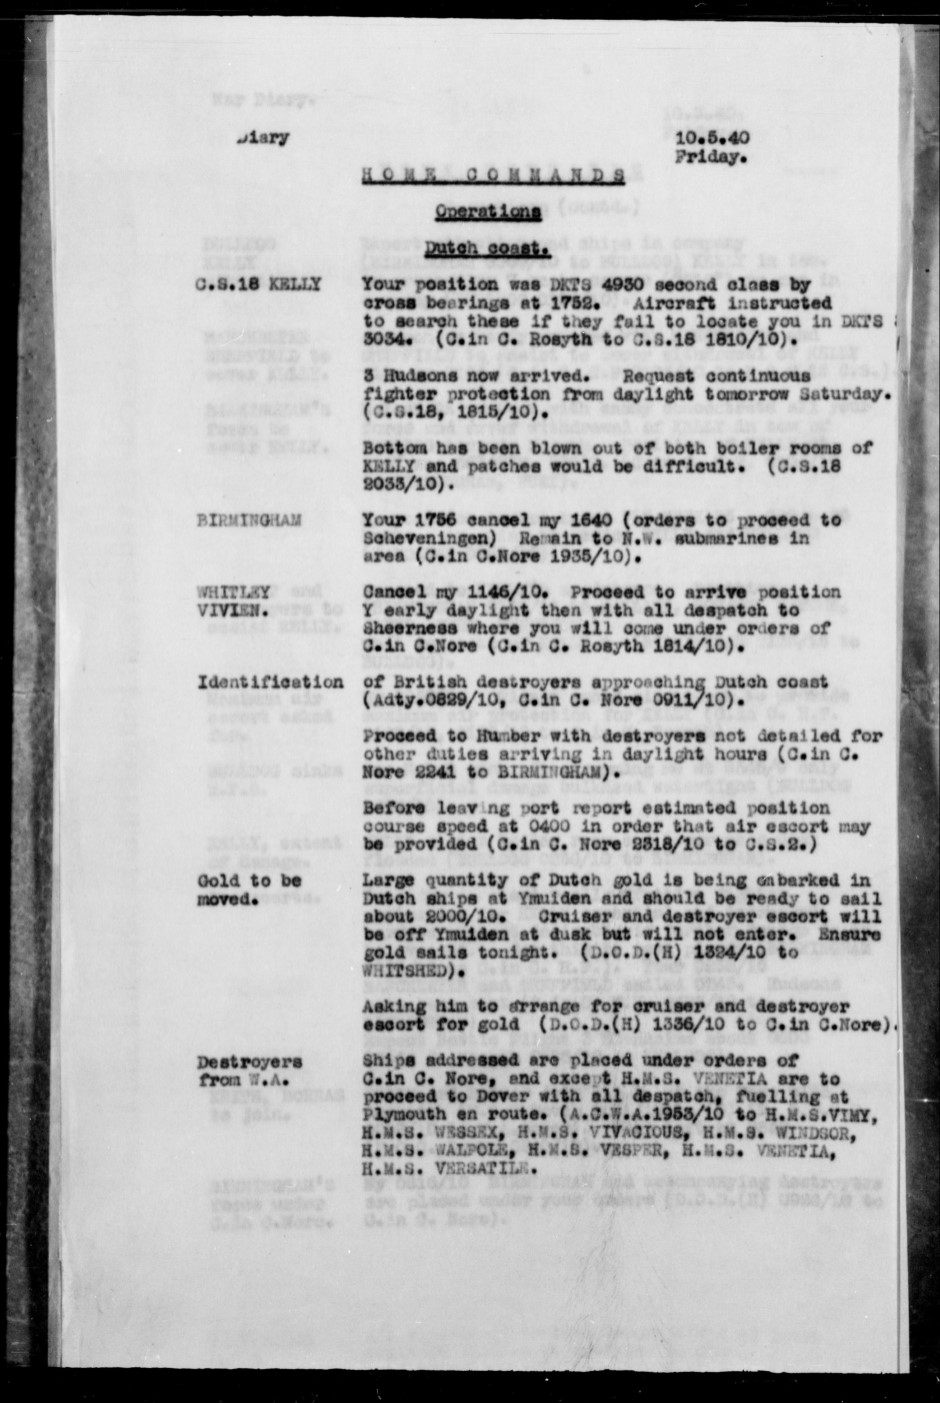 Diary
10.5.40
Friday.
HOME COMMANDS
Operations
Dutch coast.
C.S.18 KELLY
Your position was DKTS 4930 second class by
cross bearings at 1752. Aircraft instructed
to search these if they fail to locate you in DKTS
3034. (C.in C. Rosyth to C.S.18 1810/10).
3 Hudsons now arrived. Request continuous
fighter protection from daylight tomorrow Saturday.
(C.S.18, 1815/10).
Bottom has been blown out of both boiler rooms of
KELLY and patches would be difficult. (C.S.18
2033/10).
BIRMINGHAM
Your 1756 cancel my 1640 (orders to proceed to
Scheveningen) Remain to N.W. submarines in
area (C.in C.Nore 1935/10).
WHITLEY
VIVIEN.
Cancel my 1146/10. Proceed to arrive position
Y early daylight then with all despatch to
Sheerness where you will come under orders of
C.in C.Nore (C.in C. Rosyth 1814/10).
Identification
of British destroyers approaching Dutch coast
(Adty.0829/10, C.in C. Nore 0911/10).
Proceed to Humber with destroyers not detailed for
other duties arriving in daylight hours (C.in C.
Nore 2241 to BIRMINGHAM).
Before leaving port report estimated position
course speed at 0400 in order that air escort may
be provided (C.in C. Nore 2318/10 to C.S.2.)
Gold to be
moved.
Large quantity of Dutch gold is being embarked in
Dutch ships at Ymuiden and should be ready to sail
about 2000/10. Cruiser and destroyer escort will
be off Ymuiden at dusk but will not enter. Ensure
gold sails tonight. (D.O.D.(H) 1324/10 to
WHITSHED).
Asking him to arrange for cruiser and destroyer
escort for gold (D.O.D.(H) 1336/10 to C.in C.Nore).
Destroyers
from W.A.
Ships addressed are placed under orders of
C.in C. Nore, and except H.M.S. VENETIA are to
proceed to Dover with all despatch, fuelling at
Plymouth en route. (A.C.W.A.1953/10 to H.M.S.VIMY,
H.M.S. WESSEX, H.M.S. VIVACIOUS, H.M.S. WINDSOR,
H.M.S. WALPOLE, H.M.S. VESPER, H.M.S. VENETIA,
H.M.S. VERSATILE.